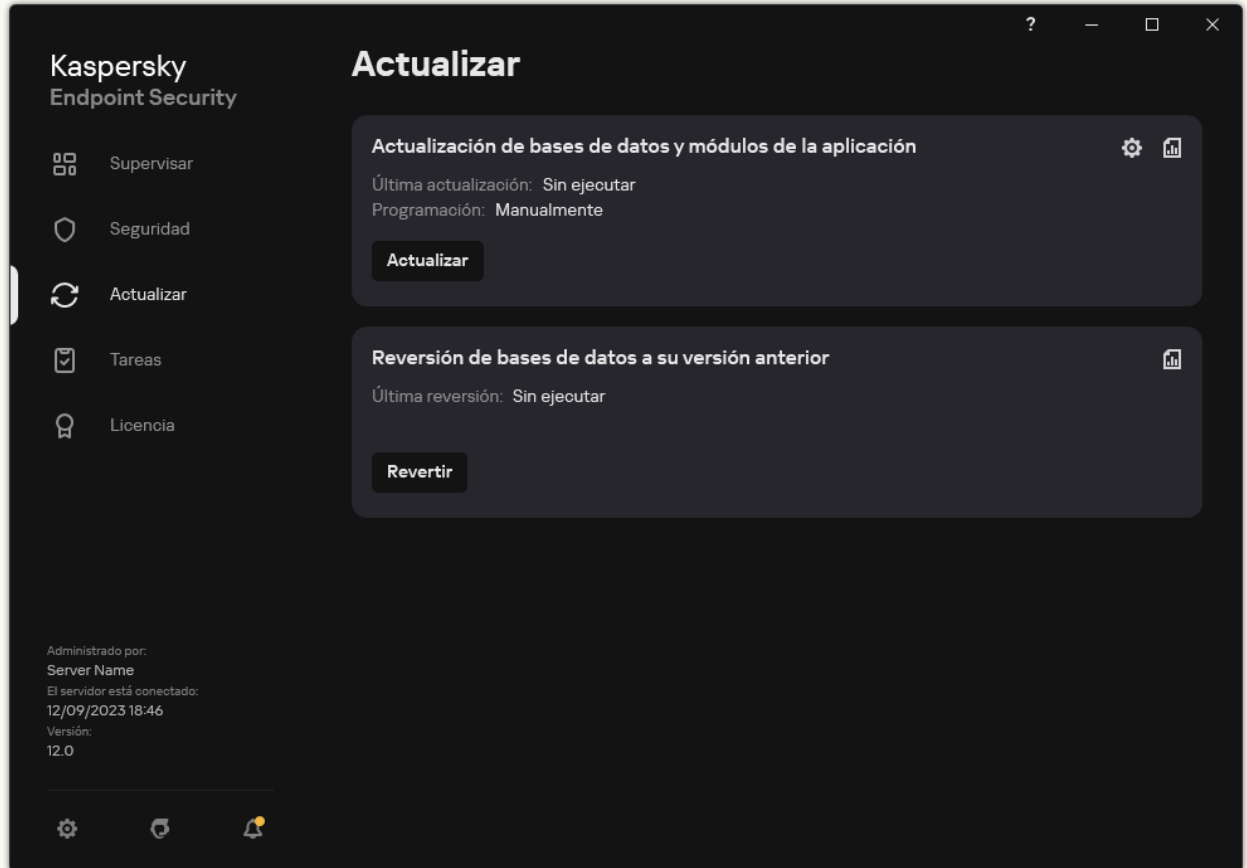 ?
Kaspersky
Endpoint Security
Supervisar
Seguridad
Actualizar
Tareas
Licencia
Administrado por:
Server Name
El servidor está conectado:
12/09/2023 18:46
Versión:
12.0
Actualizar
Actualización de bases de datos y módulos de la aplicación
Última actualización: Sin ejecutar
Programación: Manualmente
Actualizar
Reversión de bases de datos a su versión anterior
Última reversión: Sin ejecutar
Revertir